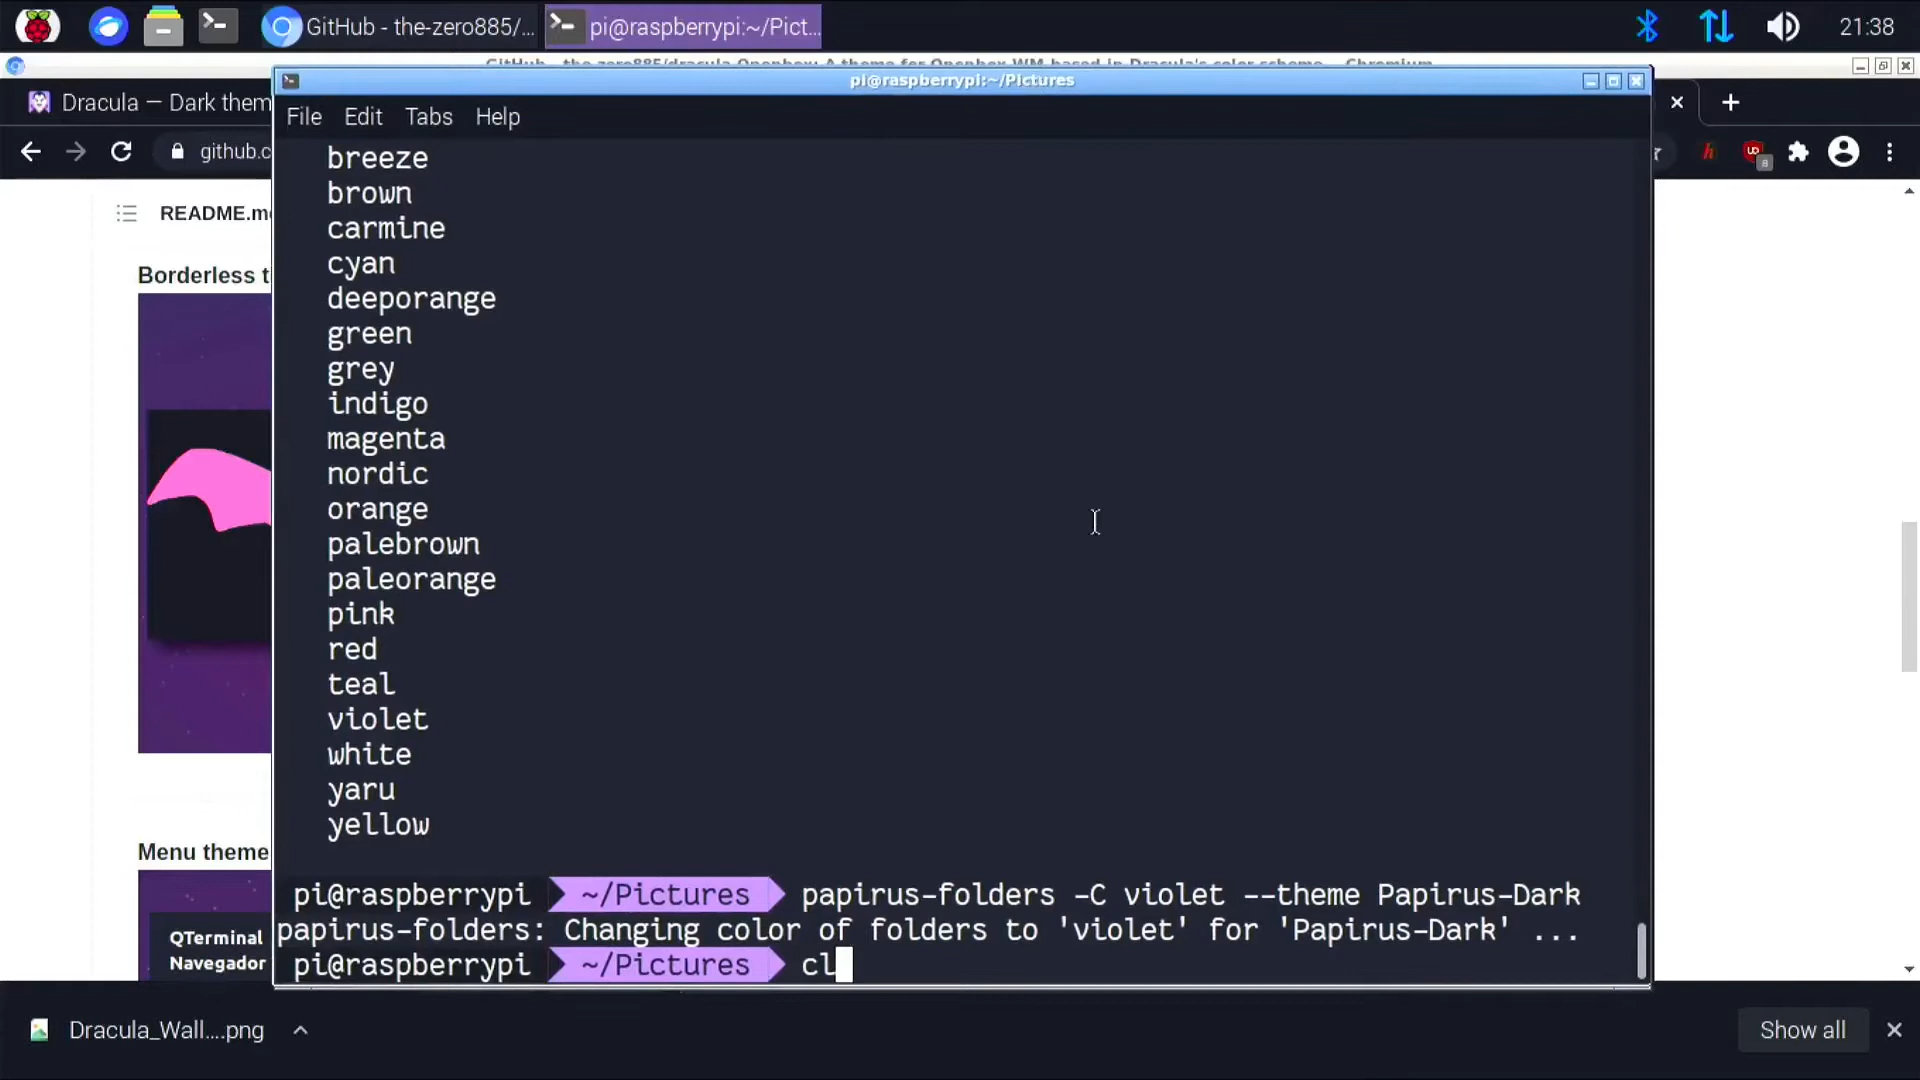 GitHub - the-zero885/...
pi@raspberrypi:~/Pict...
21:38
pi@raspberrypi:~/Pictures
Dracula — Dark them
github.c
File Edit Tabs Help
README.m
Borderless t
Menu theme
QTerminal
Navegador
breeze
brown
carmine
cyan
deeporange
green
grey
indigo
magenta
nordic
orange
palebrown
paleorange
pink
red
teal
violet
white
yaru
yellow
pi@raspberrypi ~/Pictures papirus-folders -C violet --theme Papirus-Dark
papirus-folders: Changing color of folders to 'violet' for 'Papirus-Dark' ...
pi@raspberrypi ~/Pictures cl
Dracula_Wall....png
Show all